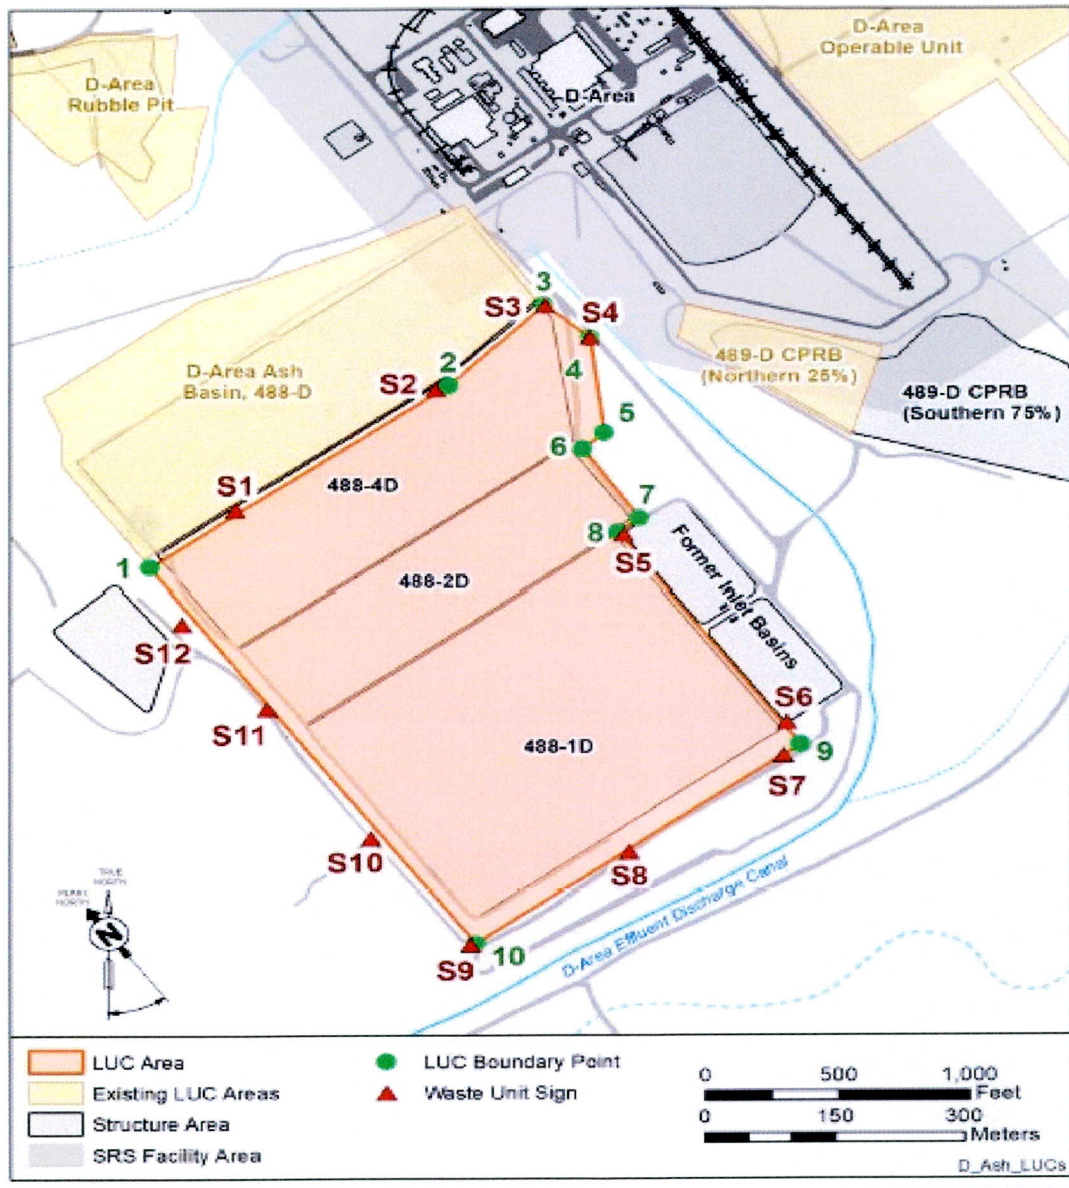 D-Area
Operable Unit
D-Area
Rubble Pit
D-Area
3
S3
S4
4
2
S2
D-Area Ash
Basin, 488-D
489-D CPRB
(Northern 25%)
489-D CPRB
(Southern 75%)
5
6
S1
488-4D
7
8
S5
Former Inlet Basins
1
488-2D
S12
S11
S6
9
488-1D
S7
S10
S8
TRUE
NORTH
PLANT
NORTH
N
D-Area Effluent Discharge Canal
S9
10
LUC Area
Existing LUC Areas
Structure Area
SRS Facility Area
LUC Boundary Point
Waste Unit Sign
0 500 1,000
Feet
0 150 300
Meters
D_Ash_LUCs